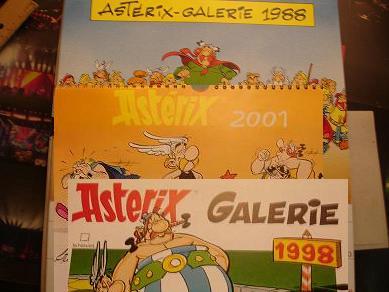 ASTERIX-GALERIE 1988
Asterix 2001
Asterix GALERIE
1998